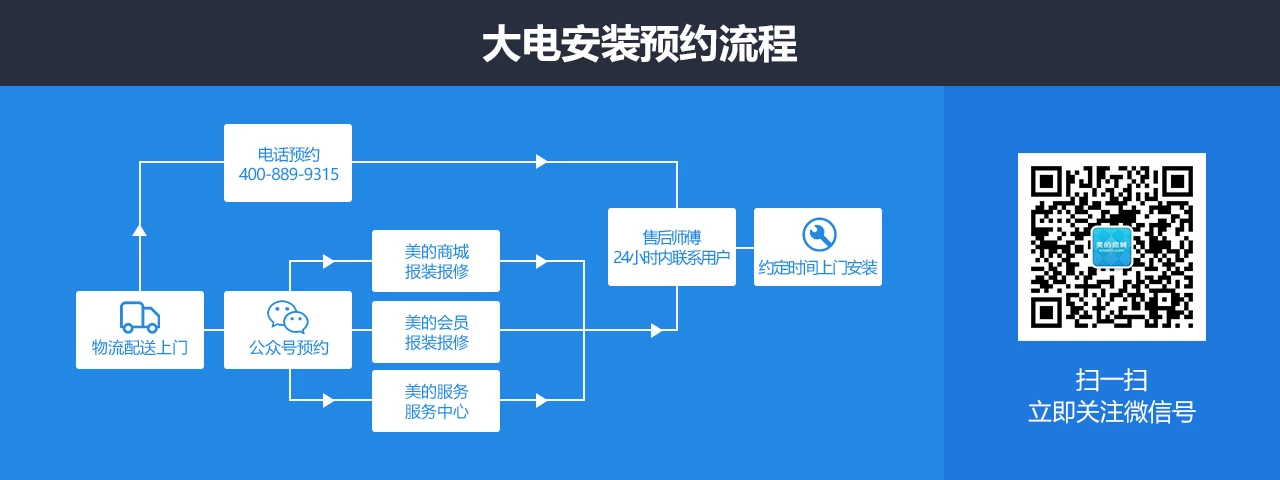 大电安装预约流程
电话预约
400-889-9315
物流配送上门
公众号预约
美的商城
报装报修
美的会员
报装报修
美的服务
服务中心
售后师傅
24小时内联系用户
约定时间上门安装
美的商城
扫一扫
立即关注微信号